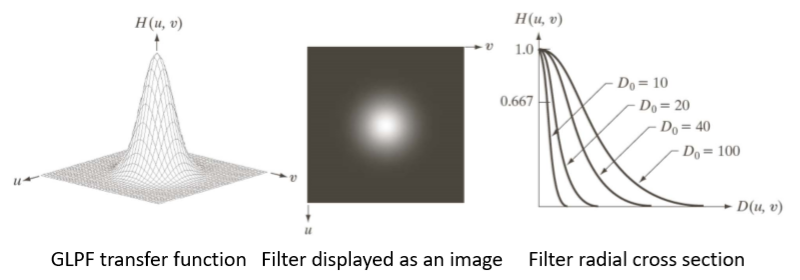 H(u, v)
u
v
GLPF transfer function
v
u
Filter displayed as an image
H(u, v)
1.0
0.667
D₀ = 10
D₀ = 20
D₀ = 40
D₀ = 100
D(u, v)
Filter radial cross section